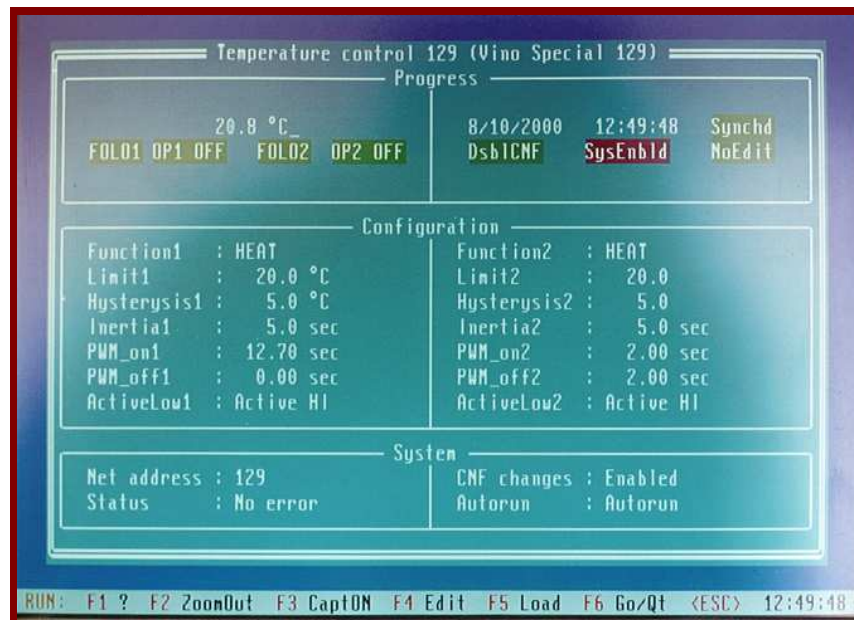 Temperature control 129 (Vino Special 129)
Progress
20.8 °C_
FOLO1 OP1 OFF FOLO2 OP2 OFF
8/10/2000 12:49:48 Synchd
DsblCNF SysEnbld NoEdit
Configuration
Function1 : HEAT
Limit1 : 20.0 °C
Hysterysis1 : 5.0 °C
Inertia1 : 5.0 sec
PWM_on1 : 12.70 sec
PWM_off1 : 0.00 sec
ActiveLow1 : Active HI
Function2 : HEAT
Limit2 : 20.0
Hysterysis2 : 5.0
Inertia2 : 5.0 sec
PWM_on2 : 2.00 sec
PWM_off2 : 2.00 sec
ActiveLow2 : Active HI
System
Net address : 129
Status : No error
CNF changes : Enabled
Autorun : Autorun
RUN: F1 ? F2 ZoomOut F3 CaptON F4 Edit F5 Load F6 Go/Qt <ESC> 12:49:48